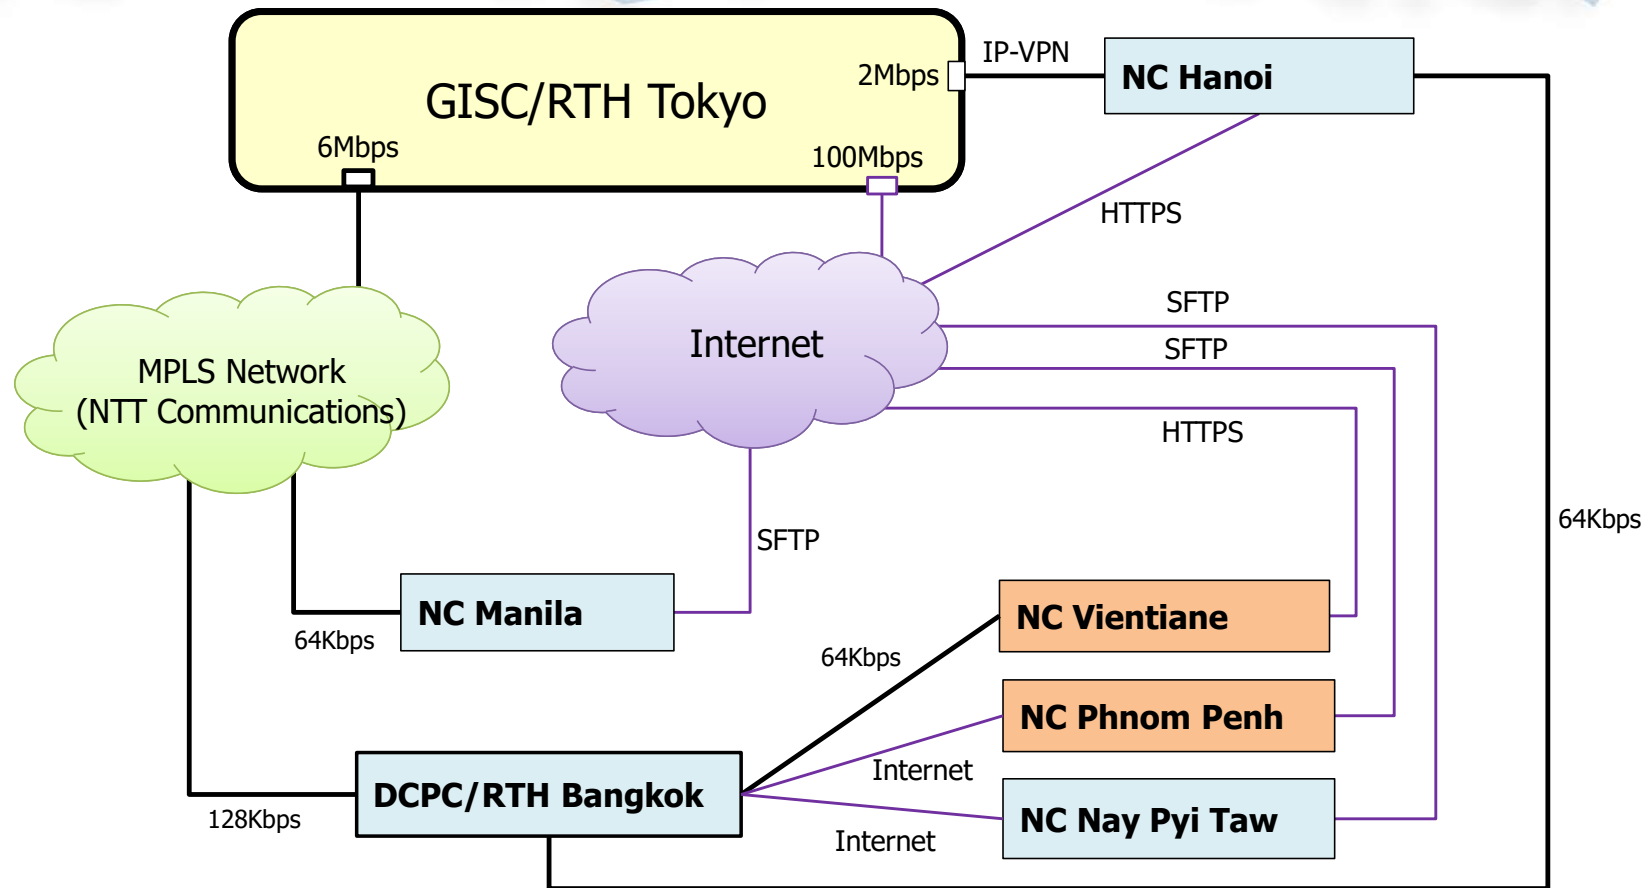 IP-VPN
2Mbps
NC Hanoi
GISC/RTH Tokyo
6Mbps
100Mbps
HTTPS
SFTP
Internet
SFTP
MPLS Network
(NTT Communications)
HTTPS
64Kbps
SFTP
NC Manila
NC Vientiane
64Kbps
64Kbps
NC Phnom Penh
Internet
DCPC/RTH Bangkok
128Kbps
NC Nay Pyi Taw
Internet